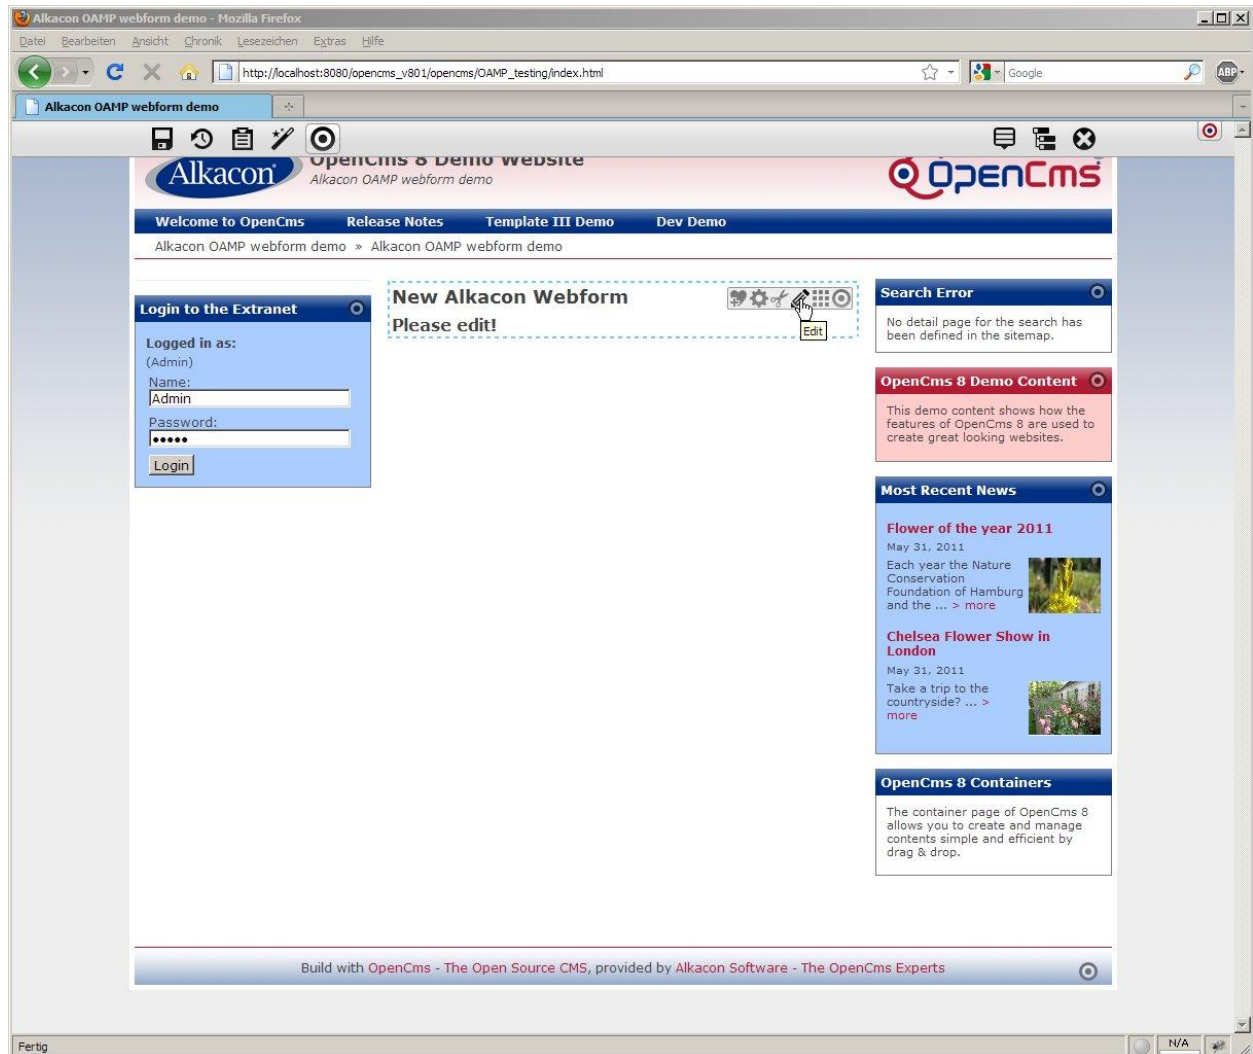 Alkacon OAMP webform demo - Mozilla Firefox
Datei Bearbeiten Ansicht Chronik Lesezeichen Extras Hilfe
http://localhost:8080/opencms_v801/opencms/OAMP_testing/index.html
Google
ABP
Alkacon OAMP webform demo
Alkacon
OpenCms 8 Demo Website
Alkacon OAMP webform demo
OpenCms
Welcome to OpenCms Release Notes Template III Demo Dev Demo
Alkacon OAMP webform demo » Alkacon OAMP webform demo
Login to the Extranet
Logged in as:
(Admin)
Name:
Admin
Password:
•••••
Login
New Alkacon Webform
Please edit!
Edit
Search Error
No detail page for the search has
been defined in the sitemap.
OpenCms 8 Demo Content
This demo content shows how the
features of OpenCms 8 are used to
create great looking websites.
Most Recent News
Flower of the year 2011
May 31, 2011
Each year the Nature
Conservation
Foundation of Hamburg
and the ... > more
Chelsea Flower Show in
London
May 31, 2011
Take a trip to the
countryside? ... >
more
OpenCms 8 Containers
The container page of OpenCms 8
allows you to create and manage
contents simple and efficient by
drag & drop.
Build with OpenCms - The Open Source CMS, provided by Alkacon Software - The OpenCms Experts
Fertig
N/A